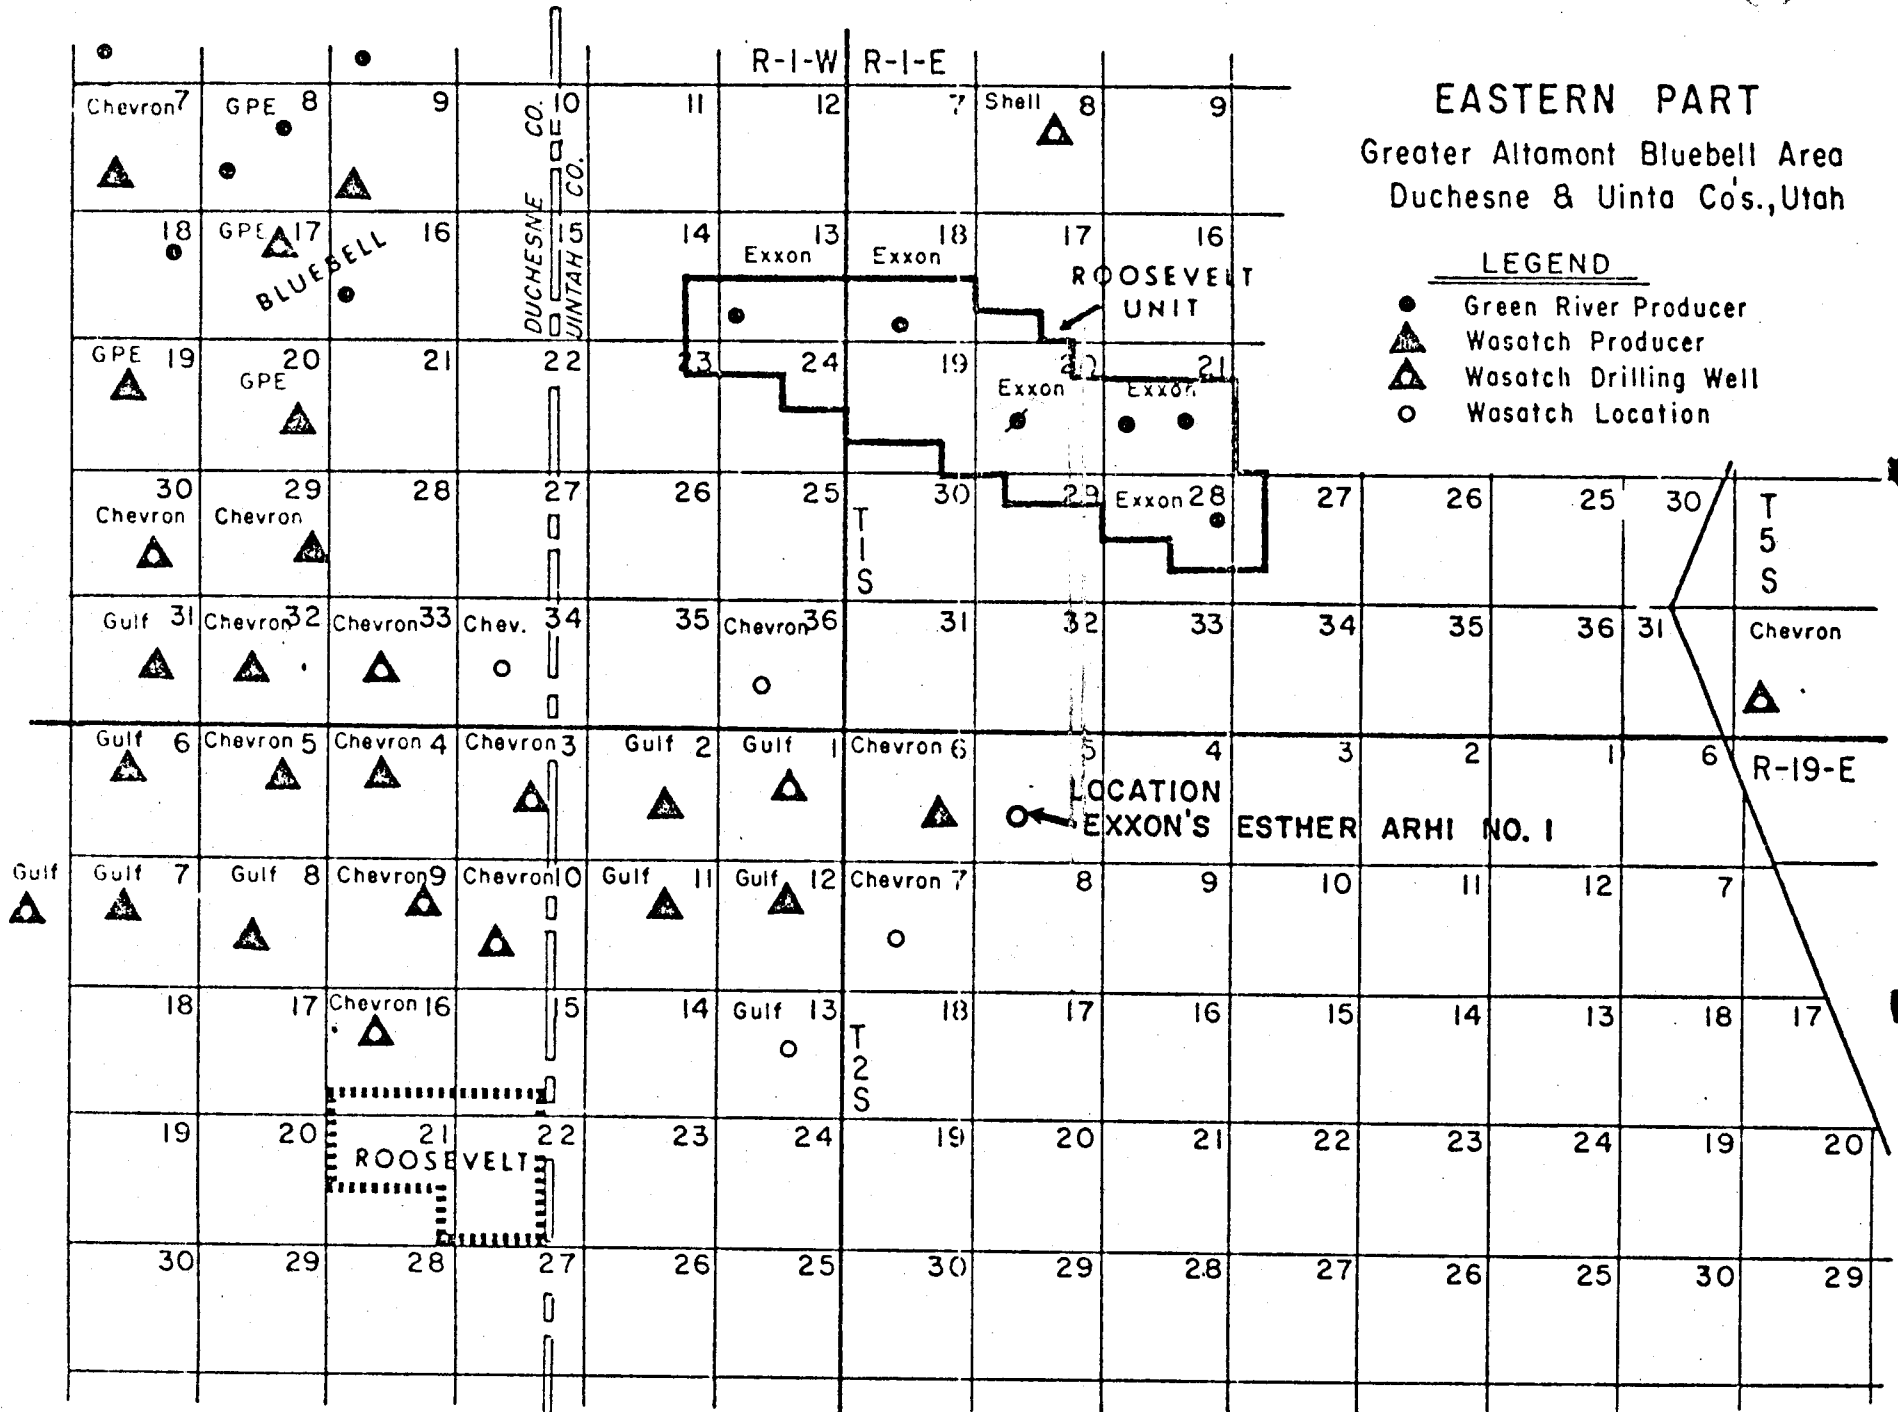 R-1-W R-1-E
EASTERN PART
Greater Altamont Bluebell Area
Duchesne & Uinta Co's., Utah
LEGEND
Green River Producer
Wasatch Producer
Wasatch Drilling Well
Wasatch Location
Chevron 7 GPE 8 9 10 11 12 7 Shell 8 9
DUCHESNE CO.
UINTAH CO.
18 GPE 17 16 15 14 13 18 17 16
BLUEBELL
Exxon Exxon
ROOSEVELT
UNIT
GPE 19 20 21 22 23 24 19 20 21
GPE Exxon Exxon
30 29 28 27 26 25 30 29 Exxon 28 27 26 25 30
Chevron Chevron
T
1
S
T
5
S
Gulf 31 Chevron 32 Chevron 33 Chev. 34 35 Chevron 36 31 32 33 34 35 36 31 Chevron
Gulf 6 Chevron 5 Chevron 4 Chevron 3 Gulf 2 Gulf 1 Chevron 6 5 4 3 2 1 6
R-19-E
LOCATION
EXXON'S ESTHER ARHI NO. 1
Gulf Gulf 7 Gulf 8 Chevron 9 Chevron 10 Gulf 11 Gulf 12 Chevron 7 8 9 10 11 12 7
18 17 Chevron 16 15 14 Gulf 13 18 17 16 15 14 13 18 17
T
2
S
19 20 21 22 23 24 19 20 21 22 23 24 19 20
ROOSEVELT
30 29 28 27 26 25 30 29 28 27 26 25 30 29